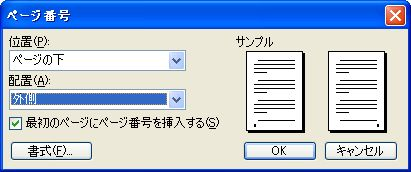 ページ番号
位置(P):
ページの下
配置(A):
外側
最初のページにページ番号を挿入する(S)
書式(F)...
サンプル
OK
キャンセル